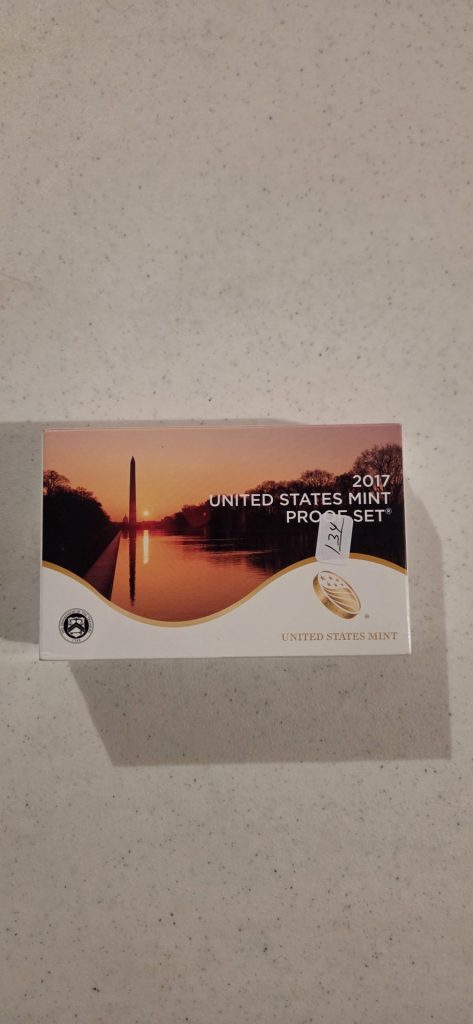 2017
UNITED STATES MINT
PROOF SET®
134
UNITED STATES MINT